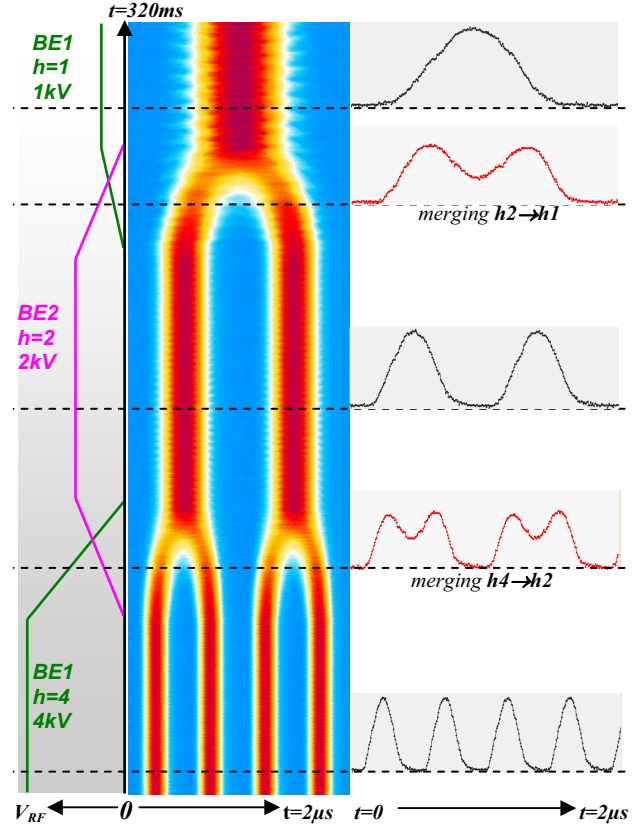 t=320ms
BE1
h=1
1kV
merging h2→h1
BE2
h=2
2kV
merging h4→h2
BE1
h=4
4kV
V_RF 0 t=2μs t=0 t=2μs